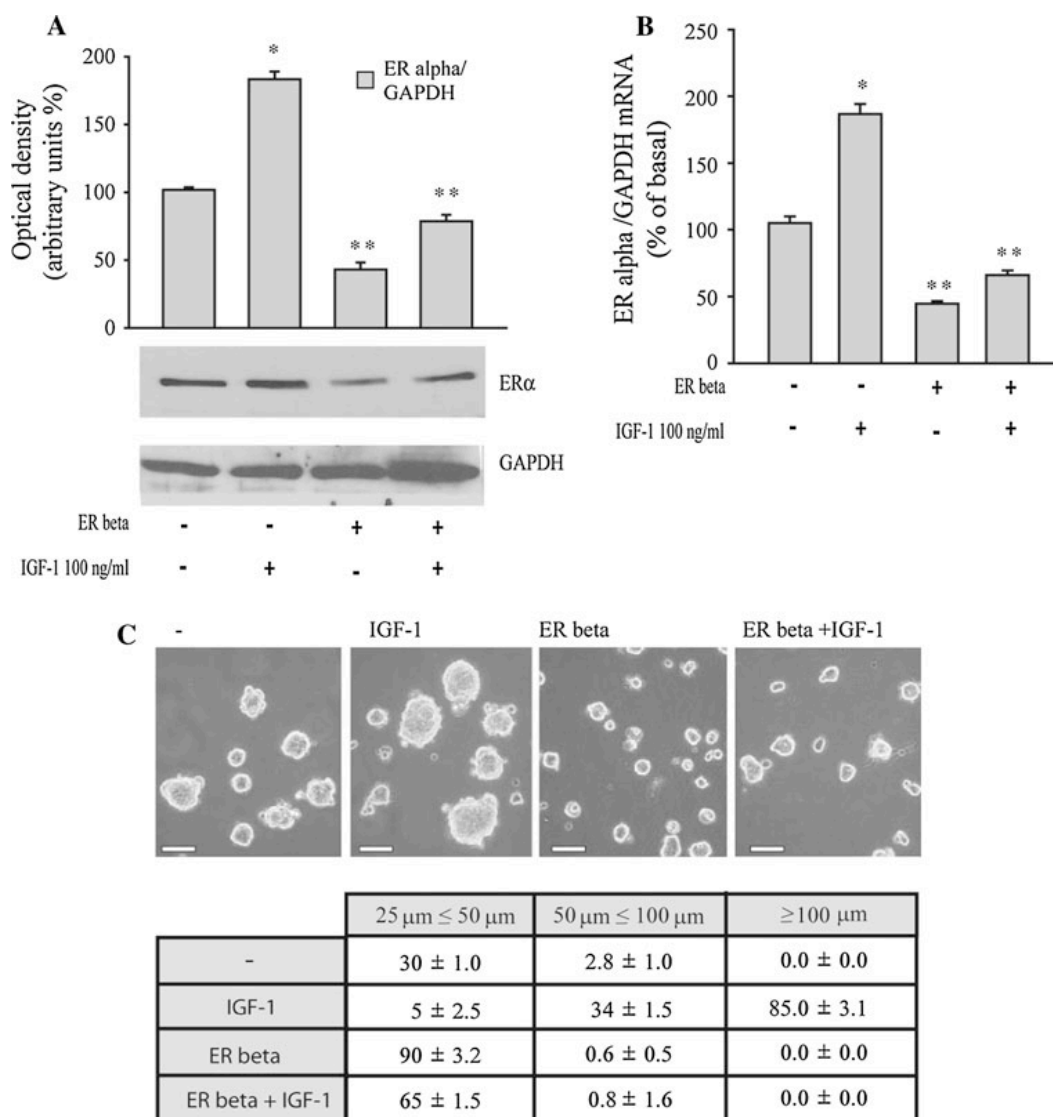 A
200
150
100
50
0
Optical density
(arbitrary units %)
*
**
**
ER alpha/
GAPDH
ERα
GAPDH
ER beta - - + +
IGF-1 100 ng/ml - + - +
B
250
200
150
100
50
0
ER alpha /GAPDH mRNA
(% of basal)
*
**
**
ER beta - - + +
IGF-1 100 ng/ml - + - +
C
- IGF-1 ER beta ER beta +IGF-1
25 μm ≤ 50 μm 50 μm ≤ 100 μm ≥100 μm
- 30 ± 1.0 2.8 ± 1.0 0.0 ± 0.0
IGF-1 5 ± 2.5 34 ± 1.5 85.0 ± 3.1
ER beta 90 ± 3.2 0.6 ± 0.5 0.0 ± 0.0
ER beta + IGF-1 65 ± 1.5 0.8 ± 1.6 0.0 ± 0.0